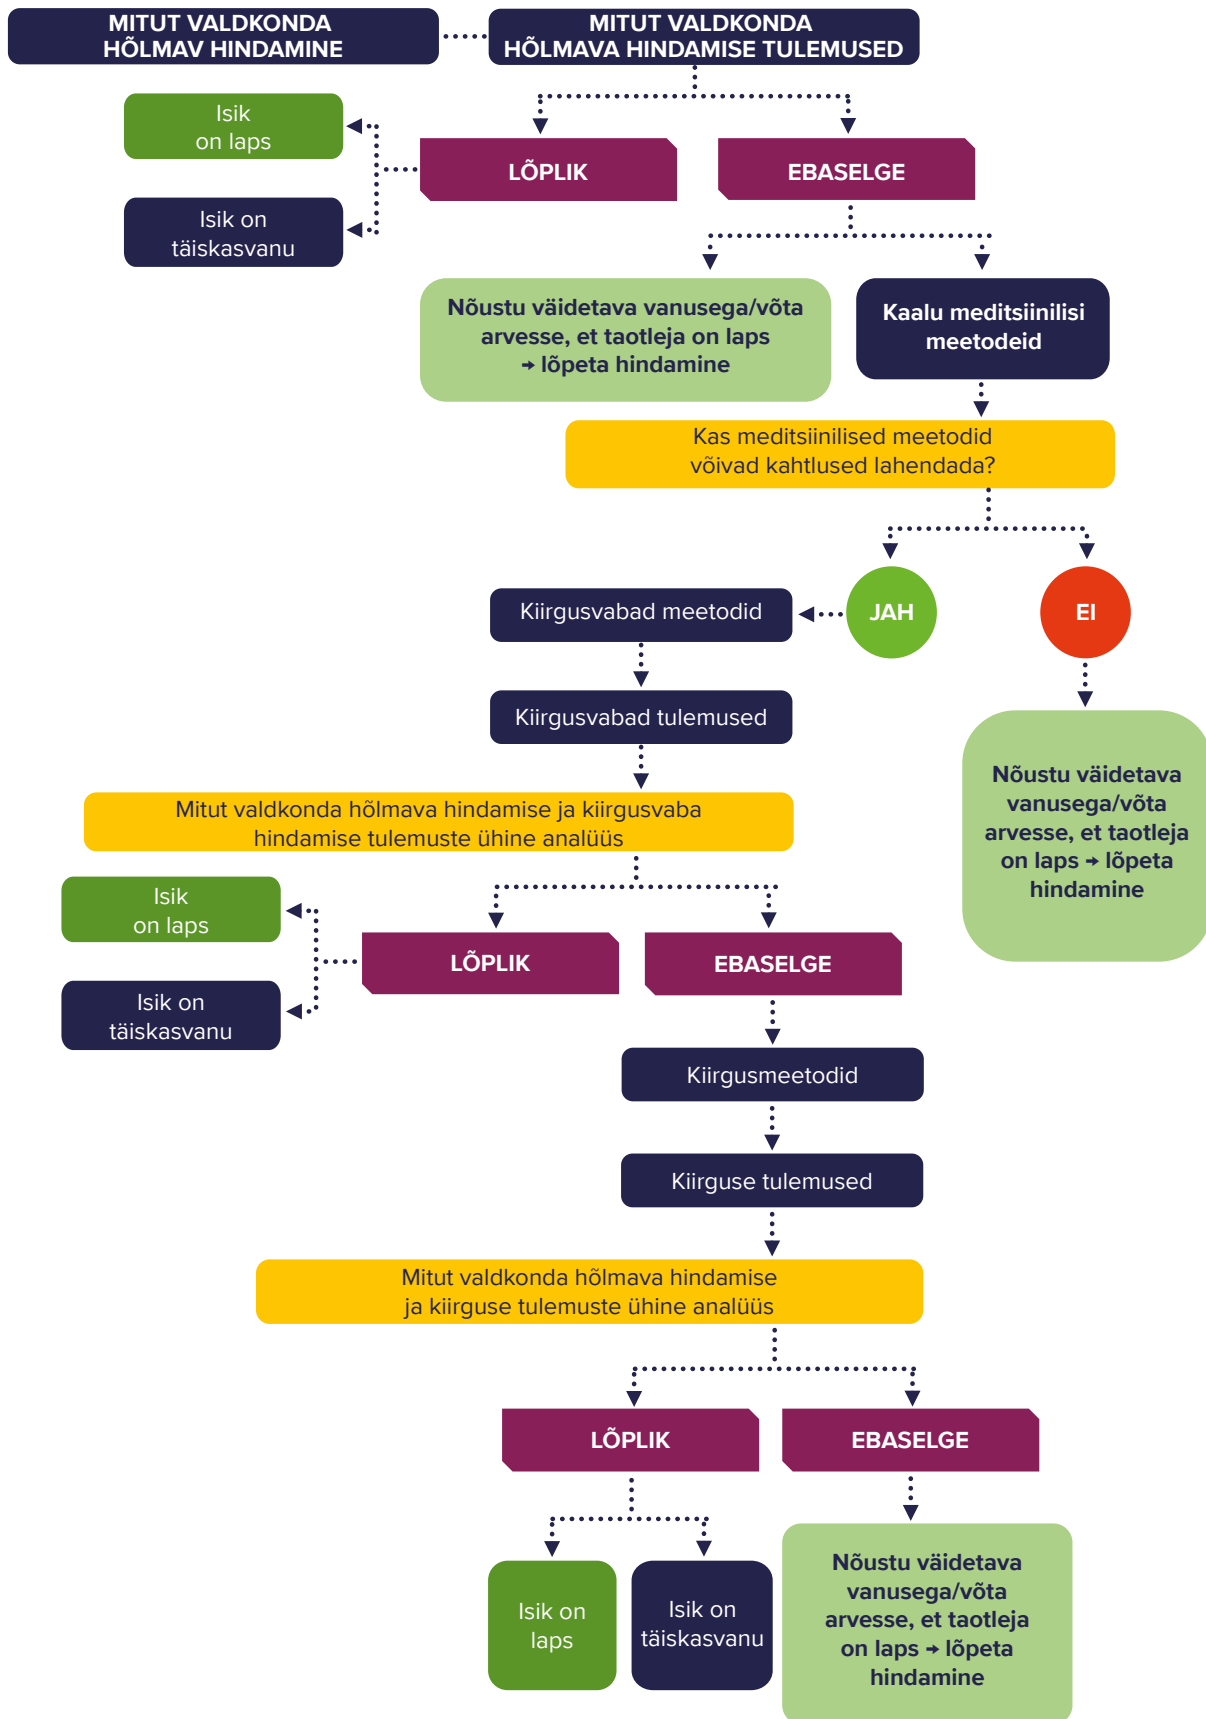 MITUT VALDKONDA
HÕLMAV HINDAMINE
MITUT VALDKONDA
HÕLMAVA HINDAMISE TULEMUSED
Isik
on laps
Isik on
täiskasvanu
LÕPLIK
EBASELGE
Nõustu väidetava vanusega/võta
arvesse, et taotleja on laps
→ lõpeta hindamine
Kaalu meditsiinilisi
meetodeid
Kas meditsiinilised meetodid
võivad kahtlused lahendada?
JAH
EI
Kiirgusvabad meetodid
Kiirgusvabad tulemused
Nõustu väidetava
vanusega/võta
arvesse, et taotleja
on laps → lõpeta
hindamine
Mitut valdkonda hõlmava hindamise ja kiirgusvaba
hindamise tulemuste ühine analüüs
Isik
on laps
Isik on
täiskasvanu
LÕPLIK
EBASELGE
Kiirgusmeetodid
Kiirguse tulemused
Mitut valdkonda hõlmava hindamise
ja kiirguse tulemuste ühine analüüs
LÕPLIK
EBASELGE
Isik on
laps
Isik on
täiskasvanu
Nõustu väidetava
vanusega/võta
arvesse, et taotleja
on laps → lõpeta
hindamine